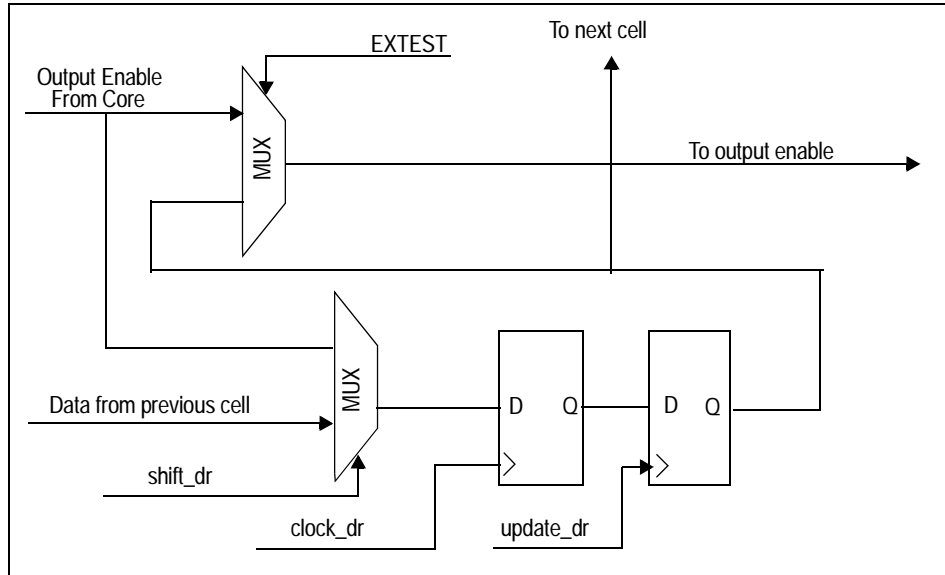 To next cell
EXTEST
Output Enable
From Core
MUX
To output enable
MUX
D Q
D Q
Data from previous cell
shift_dr
clock_dr
update_dr